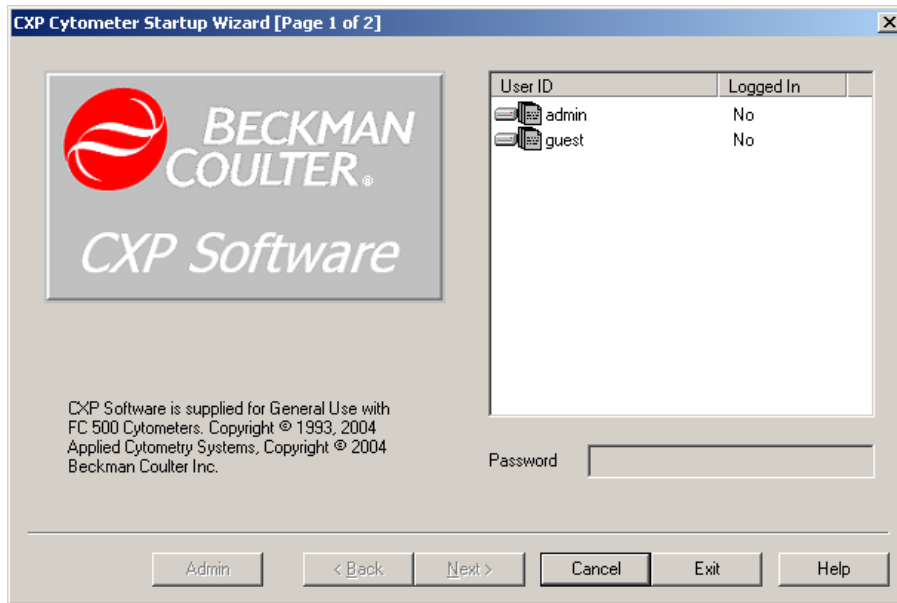 CXP Cytometer Startup Wizard [Page 1 of 2]
BECKMAN
COULTER®
CXP Software
User ID Logged In
admin No
guest No
CXP Software is supplied for General Use with
FC 500 Cytometers. Copyright © 1993, 2004
Applied Cytometry Systems, Copyright © 2004
Beckman Coulter Inc.
Password
Admin < Back Next > Cancel Exit Help